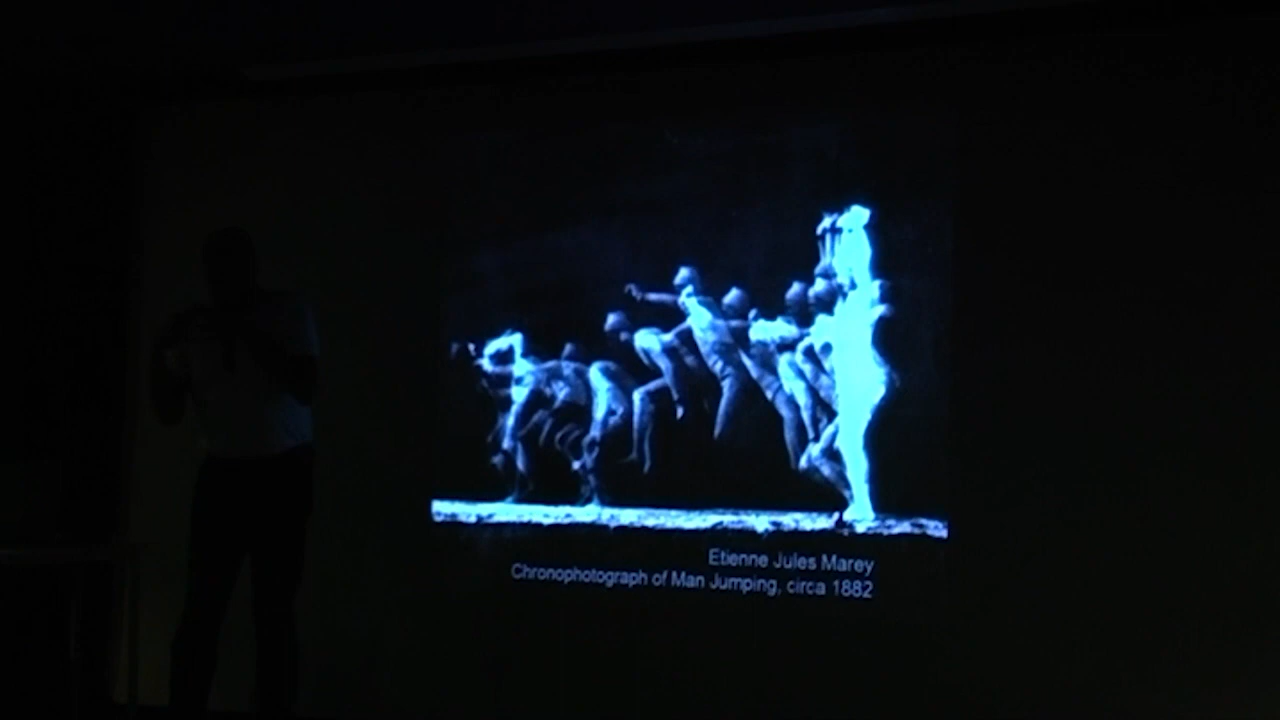 Etienne Jules Marey
Chronophotograph of Man Jumping, circa 1882